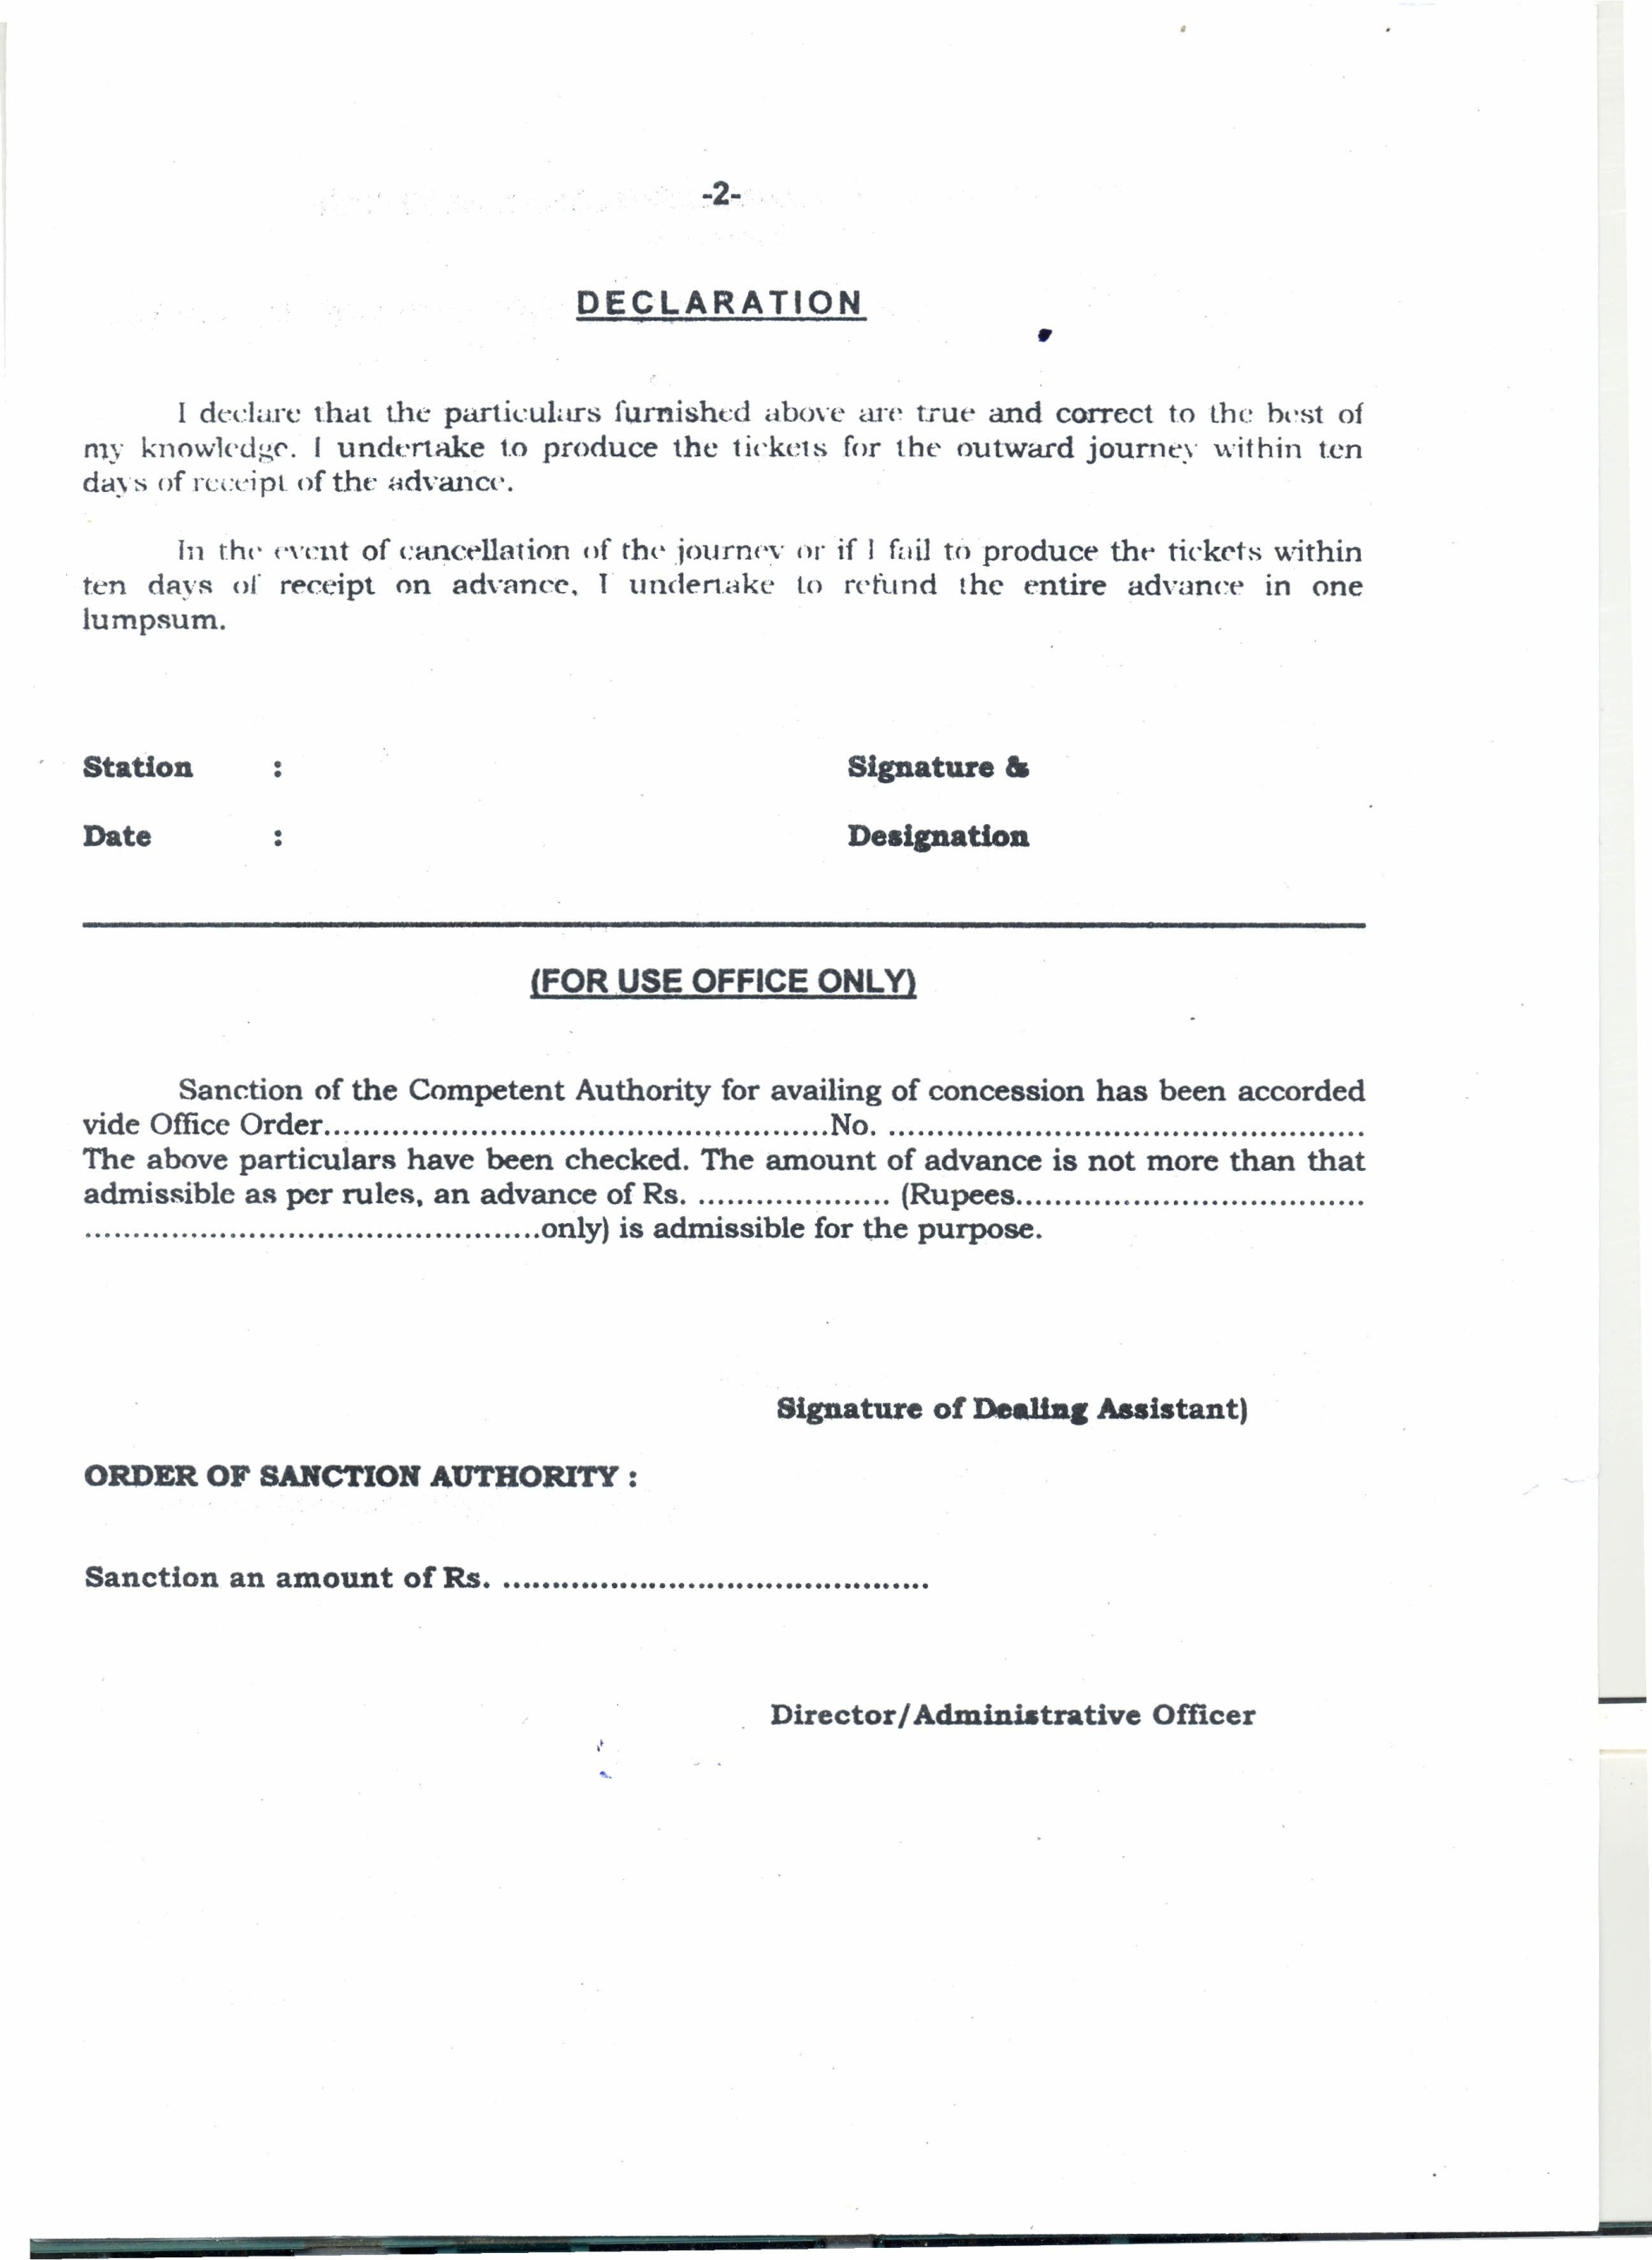 -2-
DECLARATION
I declare that the particulars furnished above are true and correct to the best of
my knowledge. I undertake to produce the tickets for the outward journey within ten
days of receipt of the advance.
In the event of cancellation of the journey or if I fail to produce the tickets within
ten days of receipt on advance, I undertake to refund the entire advance in one
lumpsum.
Station : Signature &
Date : Designation
(FOR USE OFFICE ONLY)
Sanction of the Competent Authority for availing of concession has been accorded
vide Office Order....................................................No. .................................................
The above particulars have been checked. The amount of advance is not more than that
admissible as per rules, an advance of Rs. .................... (Rupees....................................
...............................................only) is admissible for the purpose.
Signature of Dealing Assistant)
ORDER OF SANCTION AUTHORITY :
Sanction an amount of Rs. ............................................
Director/Administrative Officer